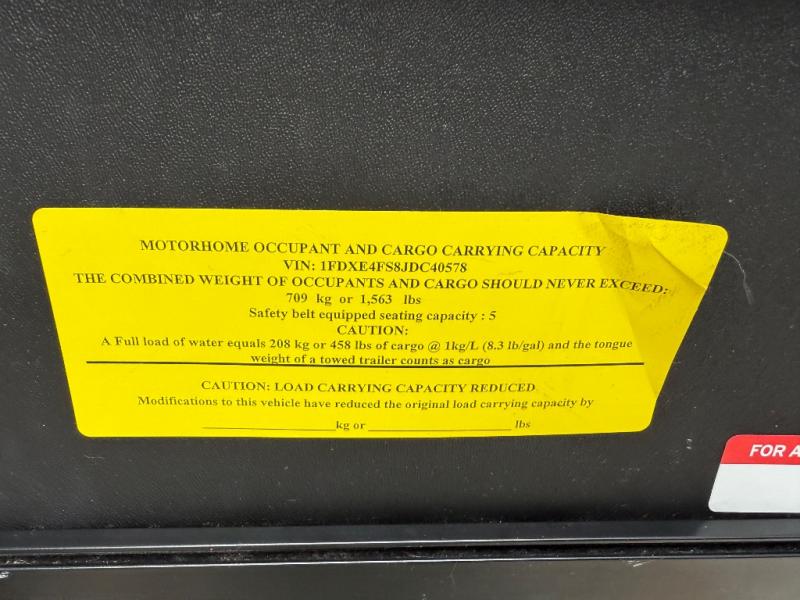 MOTORHOME OCCUPANT AND CARGO CARRYING CAPACITY
VIN: 1FDXE4FS8JDC40578
THE COMBINED WEIGHT OF OCCUPANTS AND CARGO SHOULD NEVER EXCEED:
709 kg or 1,563 lbs
Safety belt equipped seating capacity : 5
CAUTION:
A Full load of water equals 208 kg or 458 lbs of cargo @ 1kg/L (8.3 lb/gal) and the tongue
weight of a towed trailer counts as cargo
CAUTION: LOAD CARRYING CAPACITY REDUCED
Modifications to this vehicle have reduced the original load carrying capacity by
____________________kg or_____________________ lbs
FOR A